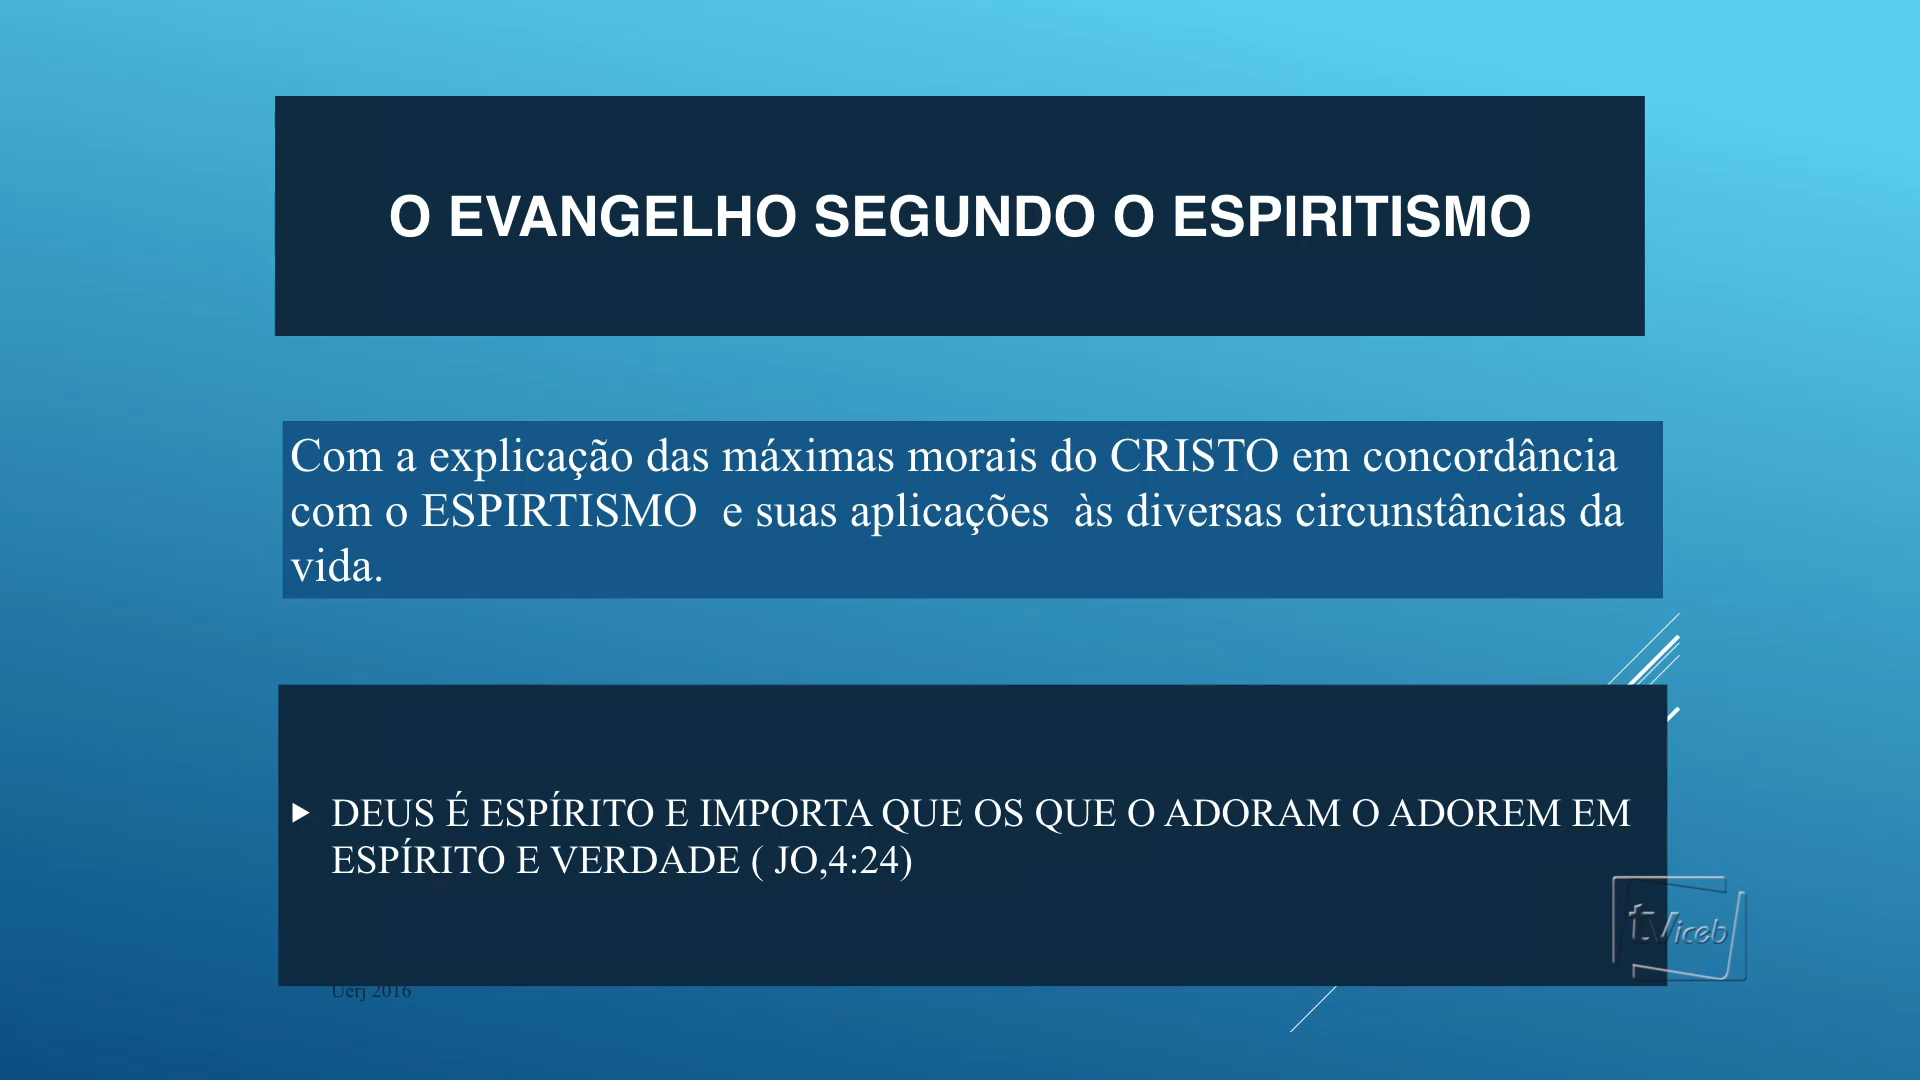 O EVANGELHO SEGUNDO O ESPIRITISMO
Com a explicação das máximas morais do CRISTO em concordância
com o ESPIRTISMO  e suas aplicações  às diversas circunstâncias da
vida.
DEUS É ESPÍRITO E IMPORTA QUE OS QUE O ADORAM O ADOREM EM
ESPÍRITO E VERDADE ( JO,4:24)
tViceb
Uerj 2016